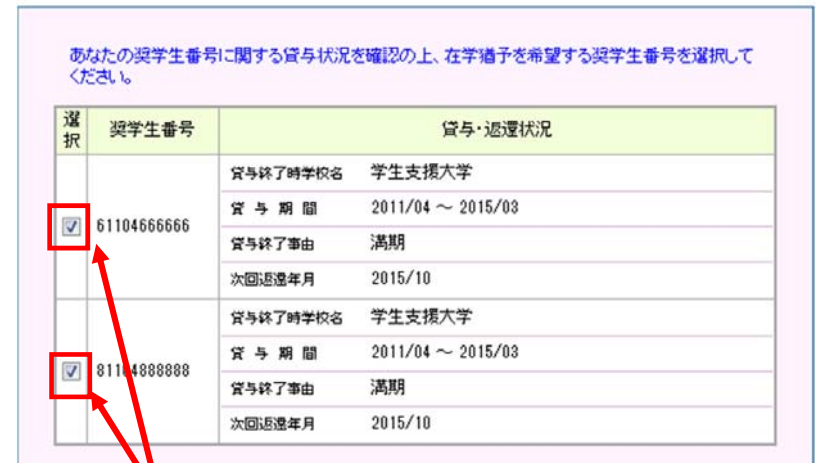 あなたの奨学生番号に関する貸与状況を確認の上、在学猶予を希望する奨学生番号を選択して
ください。
選択 奨学生番号 貸与・返還状況
61104666666
貸与終了時学校名 学生支援大学
貸与期間 2011/04 ～ 2015/03
貸与終了事由 満期
次回返還年月 2015/10
81104888888
貸与終了時学校名 学生支援大学
貸与期間 2011/04 ～ 2015/03
貸与終了事由 満期
次回返還年月 2015/10